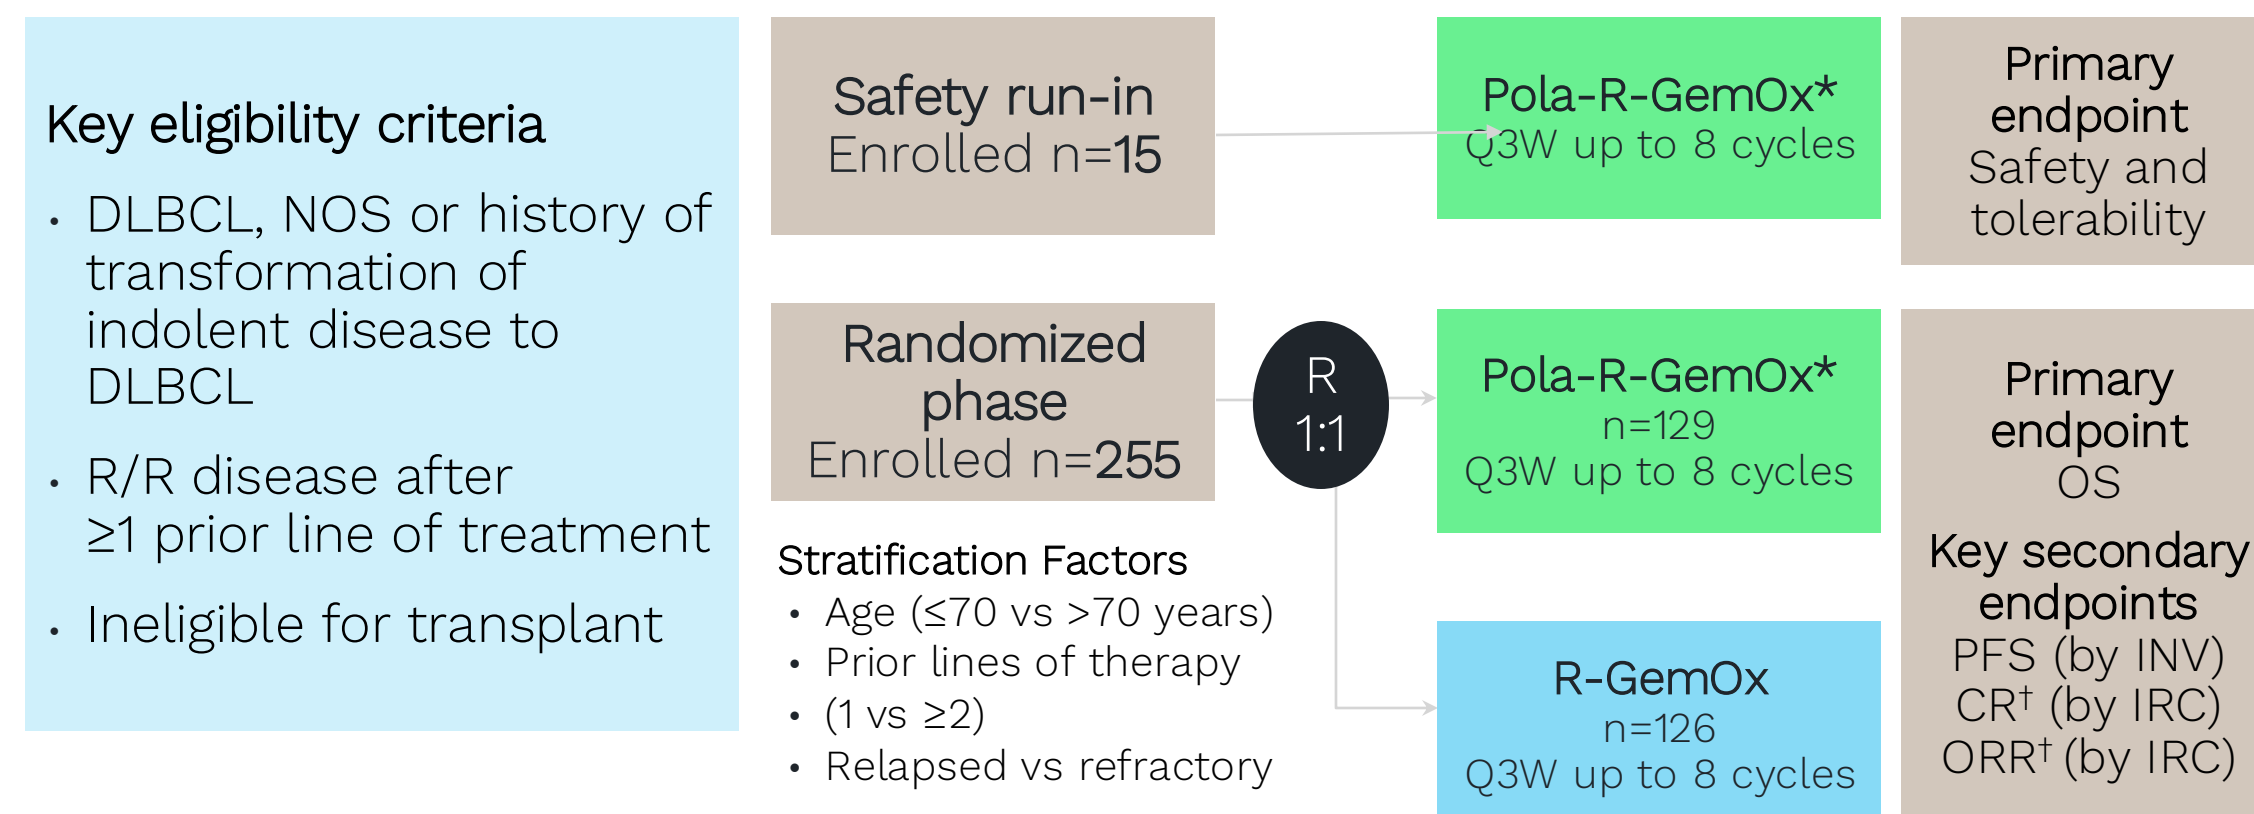 Key eligibility criteria
• DLBCL, NOS or history of
transformation of
indolent disease to
DLBCL
• R/R disease after
≥1 prior line of treatment
• Ineligible for transplant
Safety run-in
Enrolled n=15
Pola-R-GemOx*
Q3W up to 8 cycles
Primary
endpoint
Safety and
tolerability
Randomized
phase
Enrolled n=255
R
1:1
Pola-R-GemOx*
n=129
Q3W up to 8 cycles
Stratification Factors
• Age (≤70 vs >70 years)
• Prior lines of therapy
• (1 vs ≥2)
• Relapsed vs refractory
R-GemOx
n=126
Q3W up to 8 cycles
Primary
endpoint
OS
Key secondary
endpoints
PFS (by INV)
CR† (by IRC)
ORR† (by IRC)